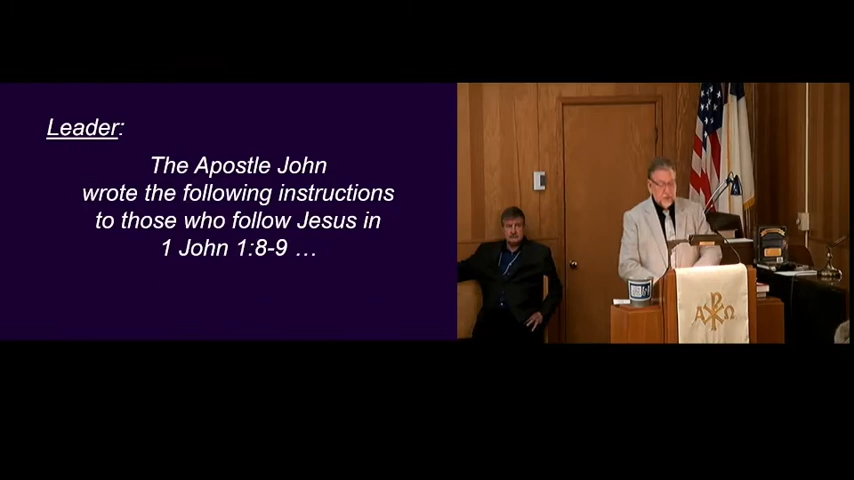 Leader:
The Apostle John
wrote the following instructions
to those who follow Jesus in
1 John 1:8-9 …
Α Ω